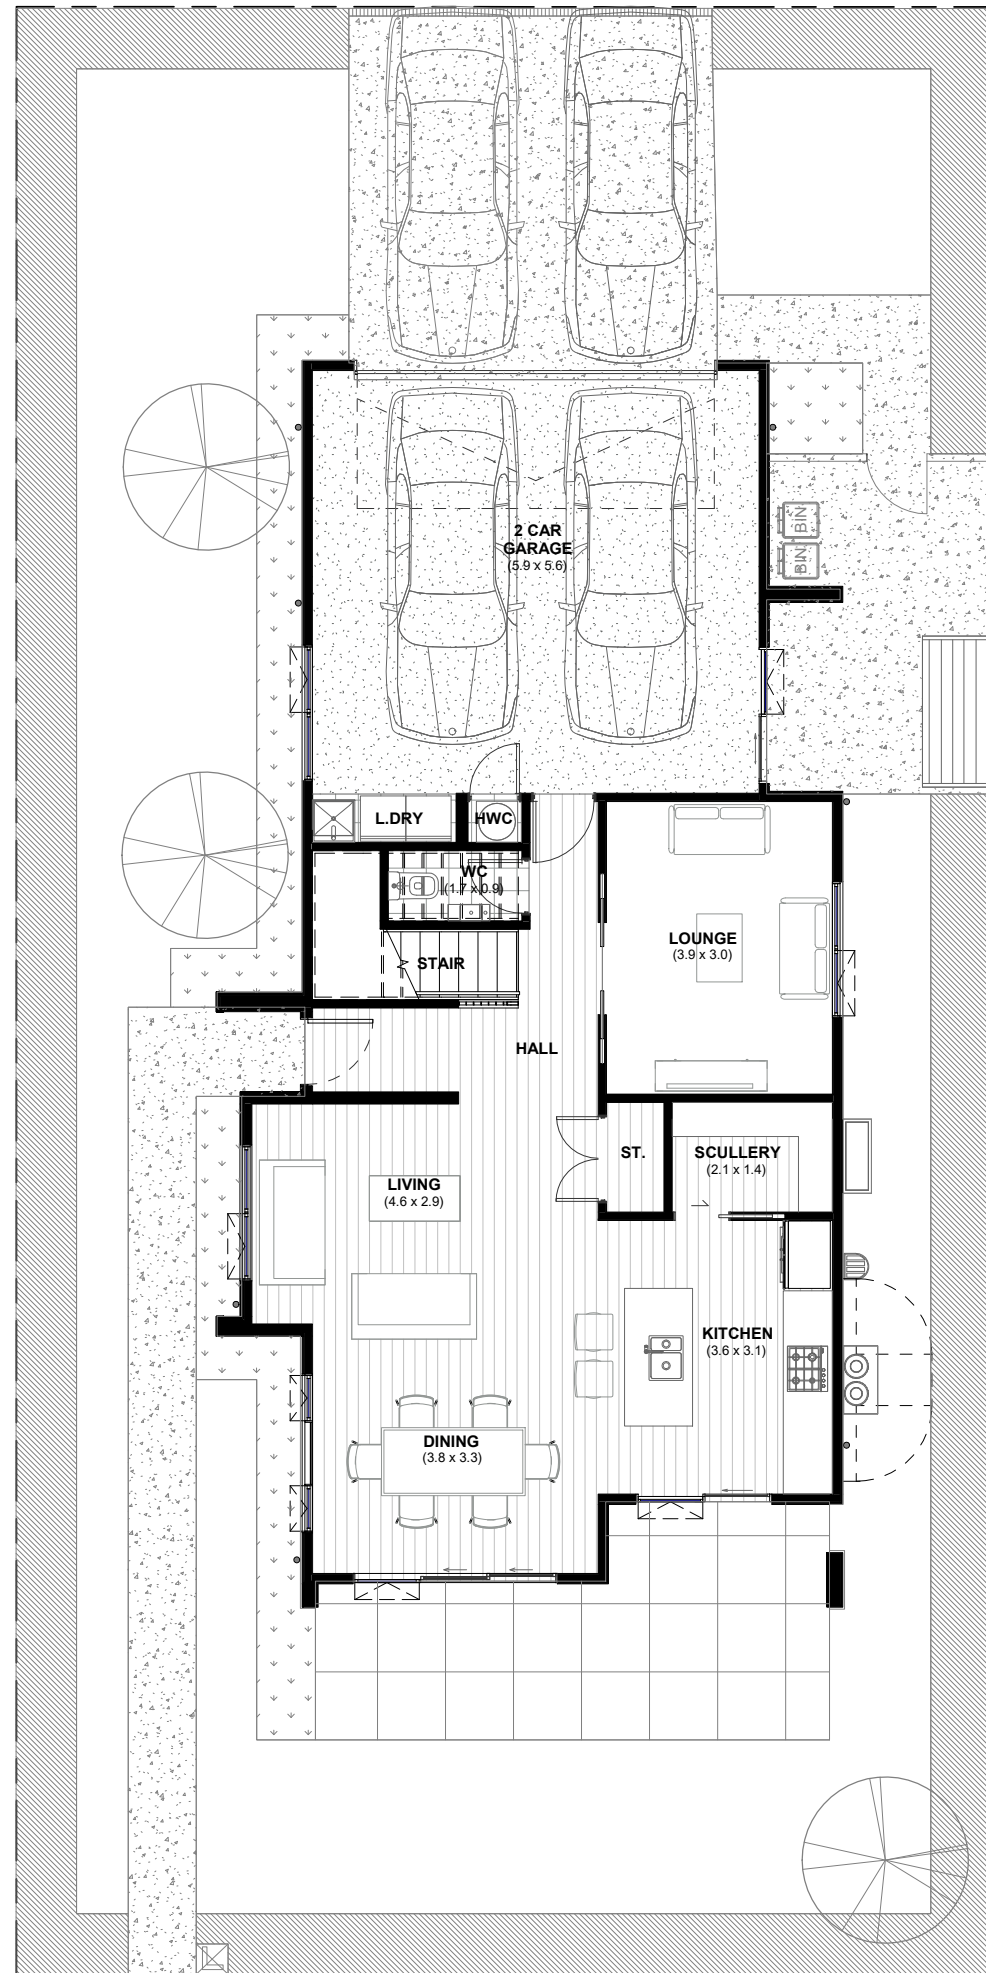 2 CAR
GARAGE
(5.9 x 5.6)
BIN
BIN
L.DRY
HWC
WC
(1.7 x 0.9)
STAIR
LOUNGE
(3.9 x 3.0)
HALL
ST.
SCULLERY
(2.1 x 1.4)
LIVING
(4.6 x 2.9)
KITCHEN
(3.6 x 3.1)
DINING
(3.8 x 3.3)